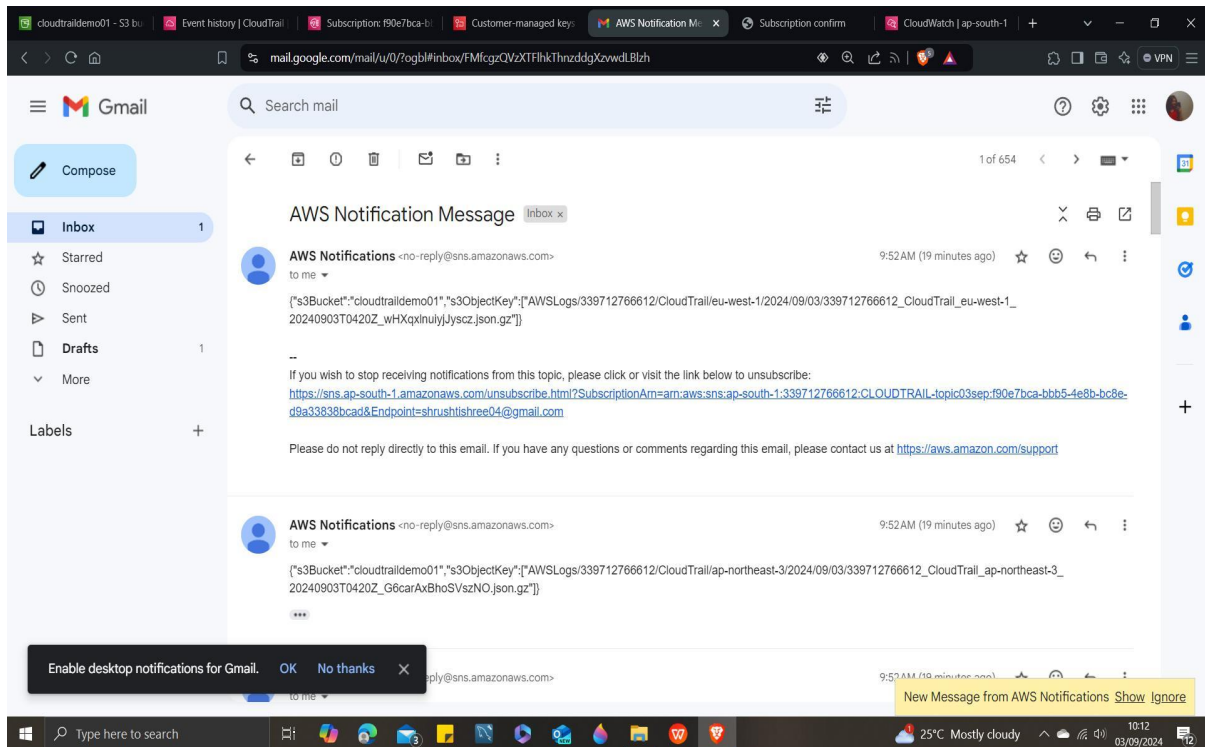 cloudtraildemo01 - S3 bu
Event history | CloudTrail
Subscription: f90e7bca-b
Customer-managed keys
AWS Notification Me
Subscription confirm
CloudWatch | ap-south-1
mail.google.com/mail/u/0/?ogbl#inbox/FMfcgzQVzXTFlhkThnzddgXzvwdLBlzh
VPN
Gmail
Search mail
Compose
1 of 654
31
AWS Notification Message Inbox x
Inbox 1
Starred
Snoozed
Sent
Drafts 1
More
Labels
AWS Notifications <no-reply@sns.amazonaws.com> 9:52 AM (19 minutes ago)
to me
{"s3Bucket":"cloudtraildemo01","s3ObjectKey":["AWSLogs/339712766612/CloudTrail/eu-west-1/2024/09/03/339712766612_CloudTrail_eu-west-1_
20240903T0420Z_wHXqxlnuiyjJyscz.json.gz"]}
--
If you wish to stop receiving notifications from this topic, please click or visit the link below to unsubscribe:
https://sns.ap-south-1.amazonaws.com/unsubscribe.html?SubscriptionArn=arn:aws:sns:ap-south-1:339712766612:CLOUDTRAIL-topic03sep:f90e7bca-bbb5-4e8b-bc8e-
d9a33838bcad&Endpoint=shrushtishree04@gmail.com
Please do not reply directly to this email. If you have any questions or comments regarding this email, please contact us at https://aws.amazon.com/support
AWS Notifications <no-reply@sns.amazonaws.com> 9:52 AM (19 minutes ago)
to me
{"s3Bucket":"cloudtraildemo01","s3ObjectKey":["AWSLogs/339712766612/CloudTrail/ap-northeast-3/2024/09/03/339712766612_CloudTrail_ap-northeast-3_
20240903T0420Z_G6carAxBhoSVszNO.json.gz"]}
Enable desktop notifications for Gmail. OK No thanks
eply@sns.amazonaws.com> 9:52 AM (19 minutes ago)
to me
New Message from AWS Notifications Show Ignore
Type here to search
25°C Mostly cloudy
10:12
03/09/2024